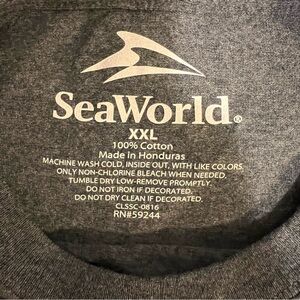 SeaWorld®
XXL
100% Cotton
Made in Honduras
MACHINE WASH COLD, INSIDE OUT, WITH LIKE COLORS,
ONLY NON-CHLORINE BLEACH WHEN NEEDED,
TUMBLE DRY LOW-REMOVE PROMPTLY.
DO NOT IRON IF DECORATED.
DO NOT DRY CLEAN IF DECORATED.
CLSSC-0816
RN#59244